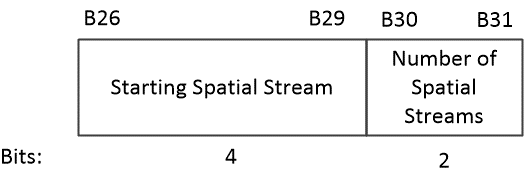 B26 B29 B30 B31
Starting Spatial Stream
Number of
Spatial
Streams
Bits: 4 2